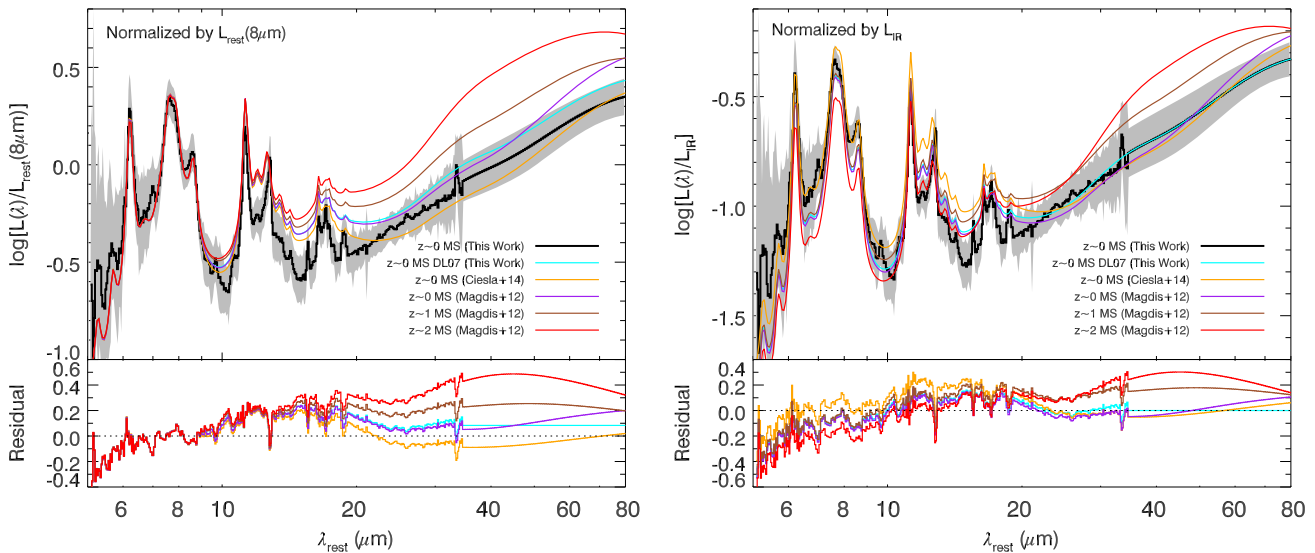 Normalized by Lrest(8μm)
log[L(λ)/Lrest(8μm)]
0.5
0.0
-0.5
-1.0
z~0 MS (This Work)
z~0 MS DL07 (This Work)
z~0 MS (Ciesla+14)
z~0 MS (Magdis+12)
z~1 MS (Magdis+12)
z~2 MS (Magdis+12)
Residual
0.6
0.4
0.2
0.0
-0.2
-0.4
6 8 10 20 40 60 80
λrest (μm)
Normalized by LIR
log[L(λ)/LIR]
-0.5
-1.0
-1.5
z~0 MS (This Work)
z~0 MS DL07 (This Work)
z~0 MS (Ciesla+14)
z~0 MS (Magdis+12)
z~1 MS (Magdis+12)
z~2 MS (Magdis+12)
Residual
0.4
0.2
0.0
-0.2
-0.4
-0.6
6 8 10 20 40 60 80
λrest (μm)